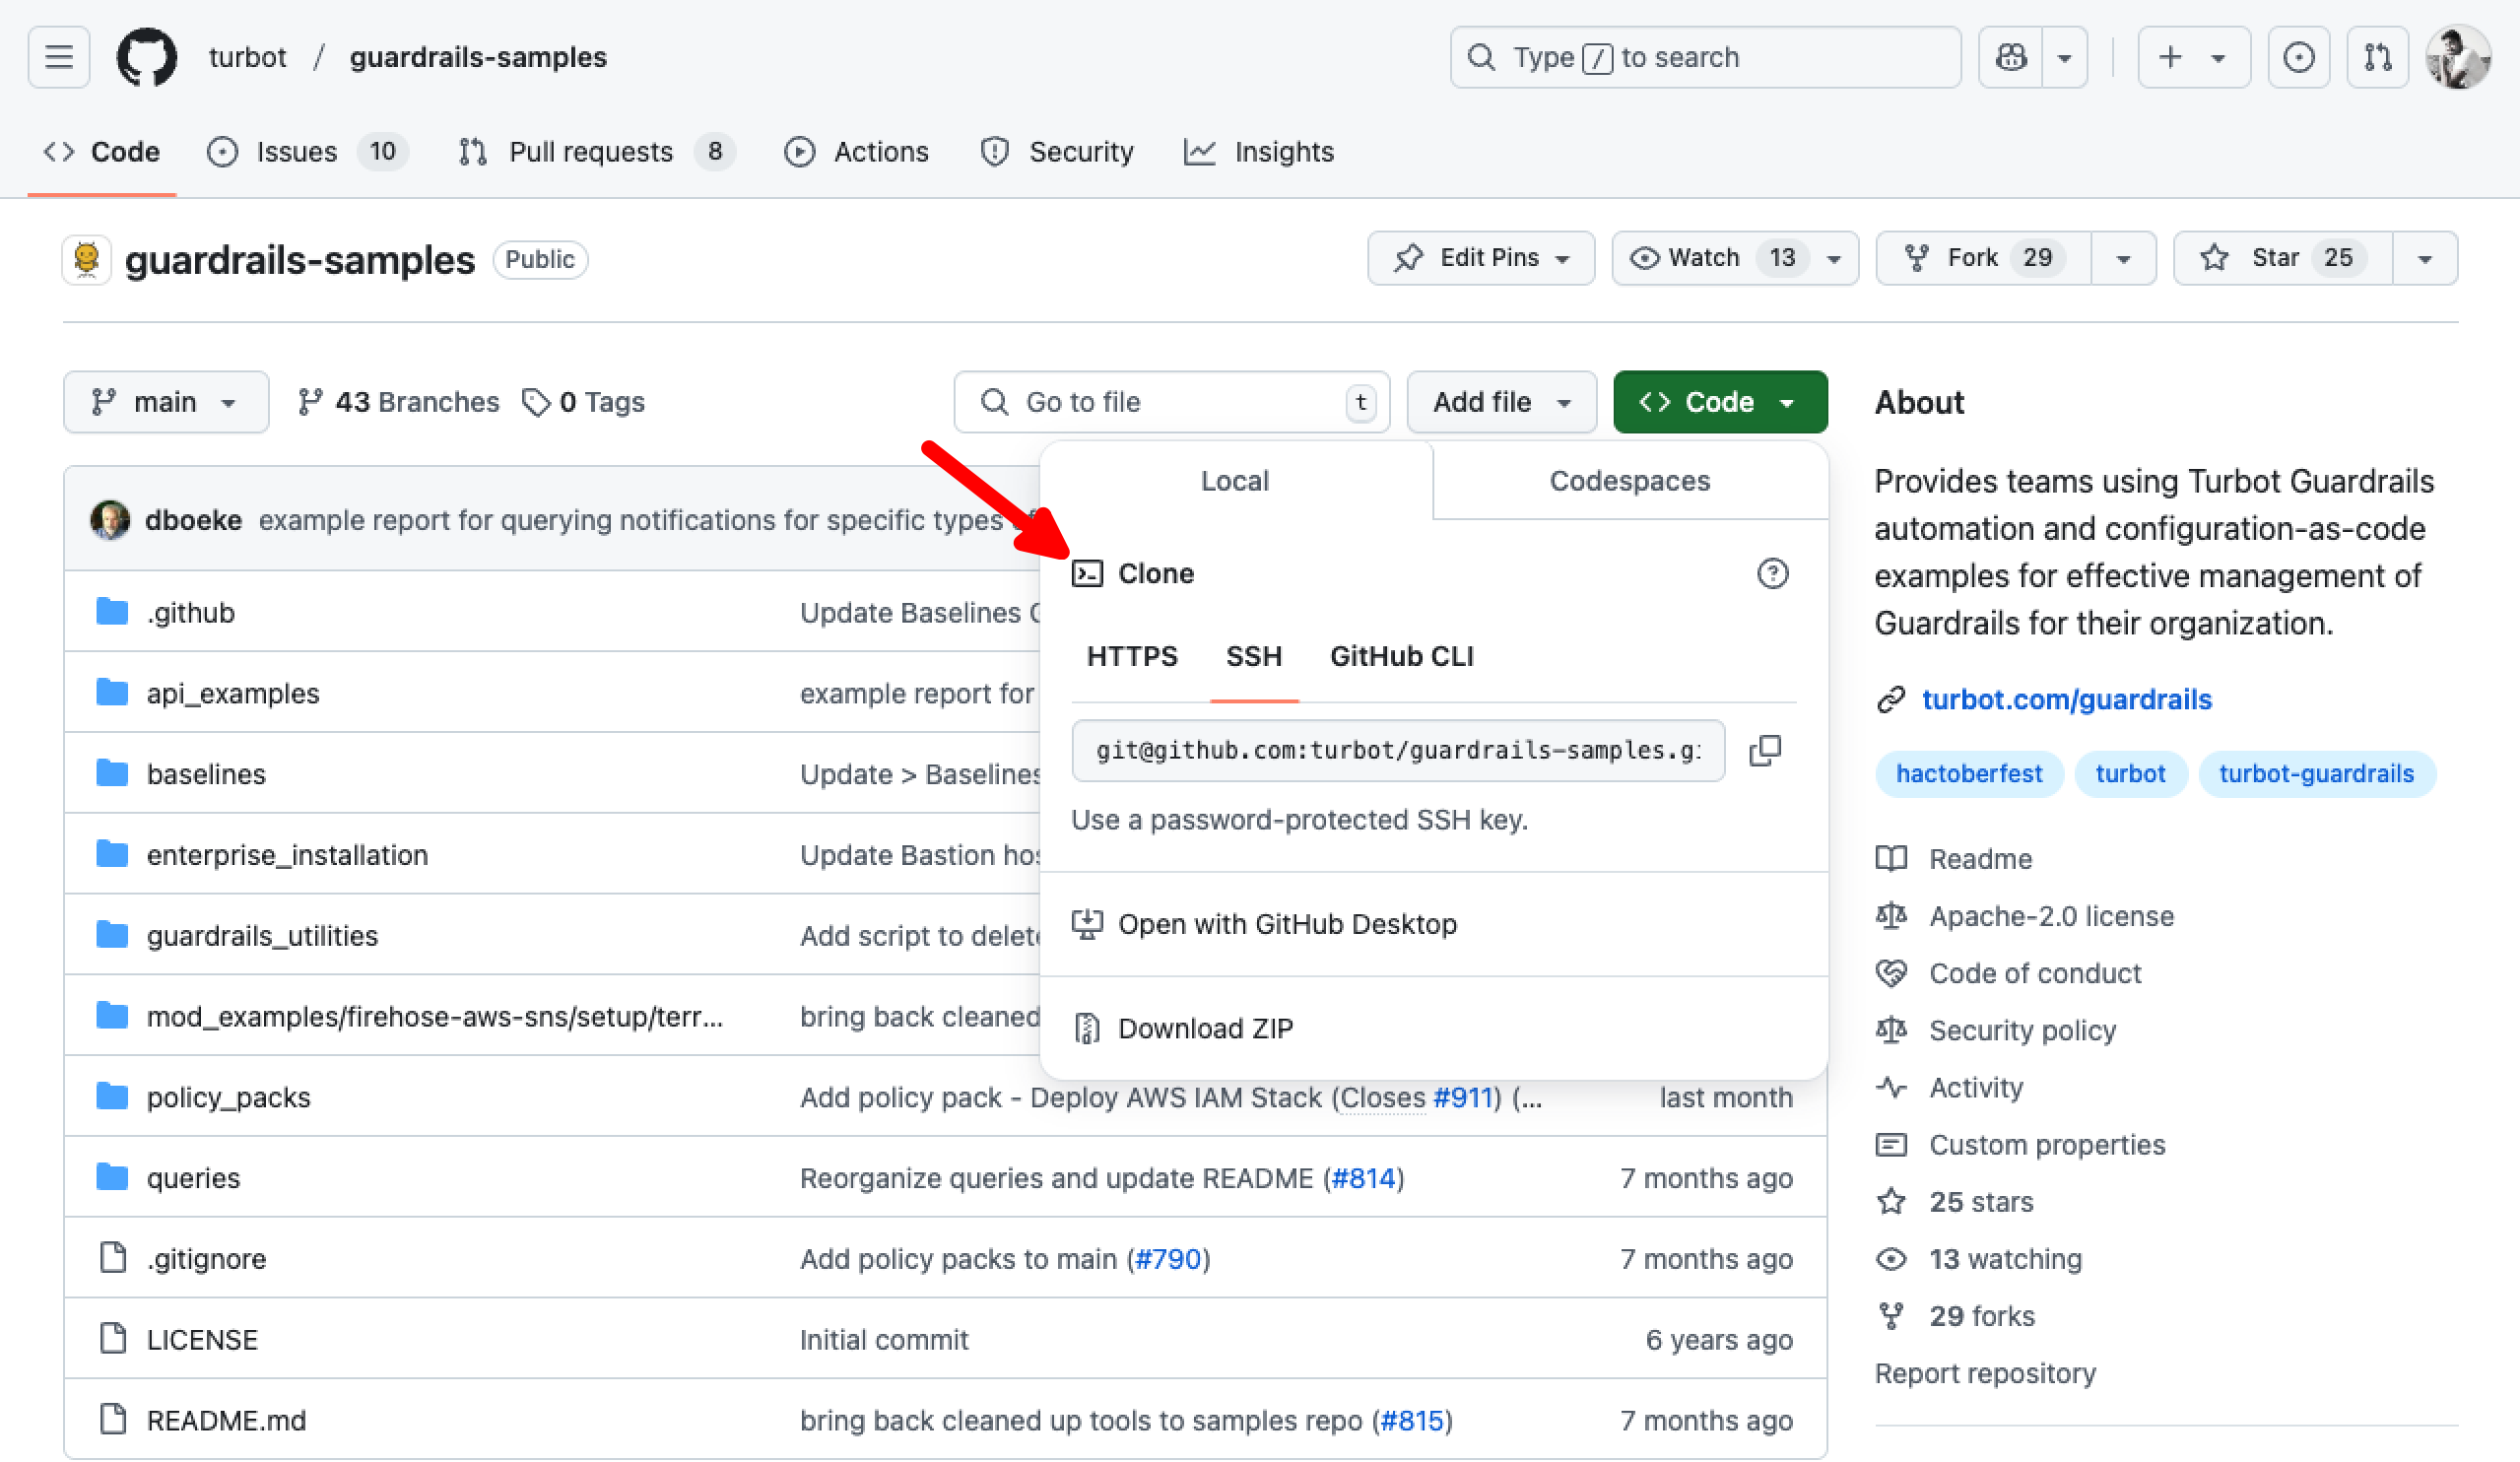 turbot / guardrails-samples
Type / to search
Code Issues 10 Pull requests 8 Actions Security Insights
guardrails-samples Public
Edit Pins Watch 13 Fork 29 Star 25
main 43 Branches 0 Tags
Go to file t Add file Code
Local Codespaces
Clone
HTTPS SSH GitHub CLI
git@github.com:turbot/guardrails-samples.gi
Use a password-protected SSH key.
Open with GitHub Desktop
Download ZIP
dboeke example report for querying notifications for specific types of
.github Update Baselines
api_examples example report for
baselines Update > Baselines
enterprise_installation Update Bastion hos
guardrails_utilities Add script to delete
mod_examples/firehose-aws-sns/setup/terr... bring back cleaned
policy_packs Add policy pack - Deploy AWS IAM Stack (Closes #911) (... last month
queries Reorganize queries and update README (#814) 7 months ago
.gitignore Add policy packs to main (#790) 7 months ago
LICENSE Initial commit 6 years ago
README.md bring back cleaned up tools to samples repo (#815) 7 months ago
About
Provides teams using Turbot Guardrails
automation and configuration-as-code
examples for effective management of
Guardrails for their organization.
turbot.com/guardrails
hactoberfest turbot turbot-guardrails
Readme
Apache-2.0 license
Code of conduct
Security policy
Activity
Custom properties
25 stars
13 watching
29 forks
Report repository